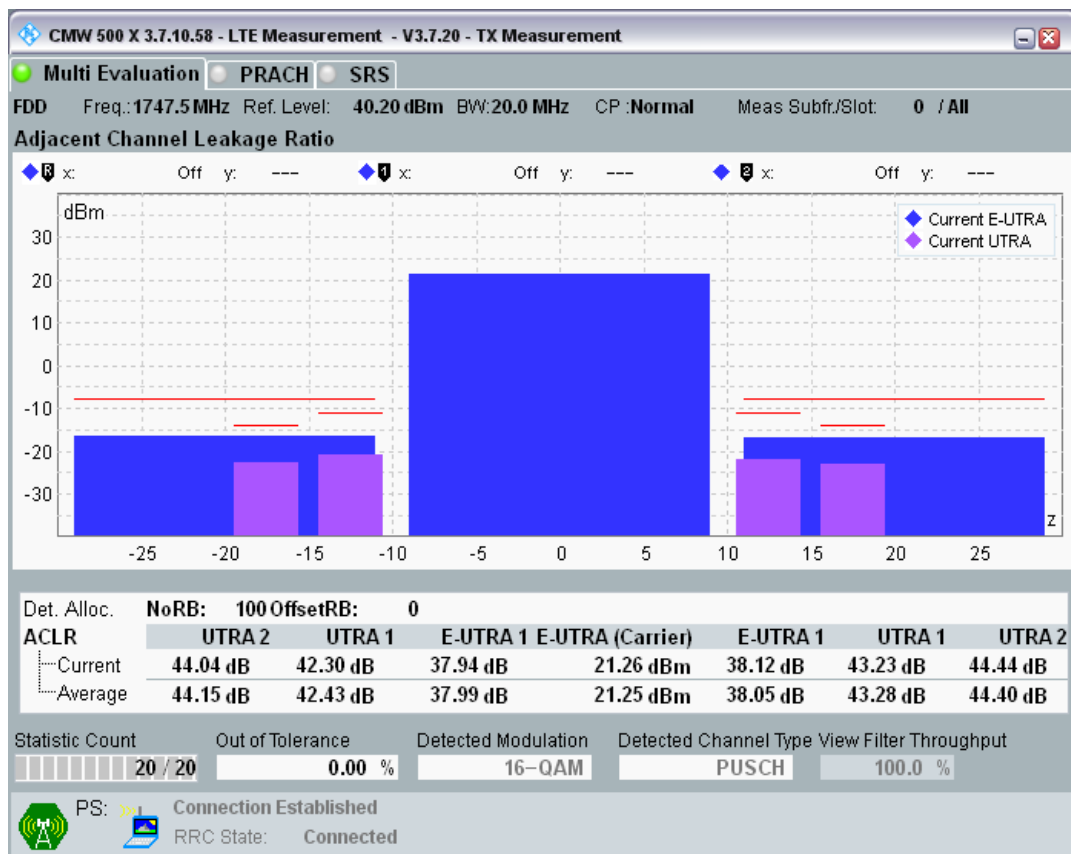 CMW 500 X 3.7.10.58 - LTE Measurement - V3.7.20 - TX Measurement
Multi Evaluation PRACH SRS
FDD Freq.:1747.5 MHz Ref. Level: 40.20 dBm BW:20.0 MHz CP :Normal Meas Subfr./Slot: 0 / All
Adjacent Channel Leakage Ratio
R x: Off y: --- 1 x: Off y: --- 2 x: Off y: ---
dBm
Current E-UTRA
Current UTRA
30
20
10
0
-10
-20
-30
z
-25 -20 -15 -10 -5 0 5 10 15 20 25
Det. Alloc. NoRB: 100 OffsetRB: 0
ACLR UTRA 2 UTRA 1 E-UTRA 1 E-UTRA (Carrier) E-UTRA 1 UTRA 1 UTRA 2
Current 44.04 dB 42.30 dB 37.94 dB 21.26 dBm 38.12 dB 43.23 dB 44.44 dB
Average 44.15 dB 42.43 dB 37.99 dB 21.25 dBm 38.05 dB 43.28 dB 44.40 dB
Statistic Count Out of Tolerance Detected Modulation Detected Channel Type View Filter Throughput
20 / 20 0.00 % 16-QAM PUSCH 100.0 %
PS: Connection Established
RRC State: Connected